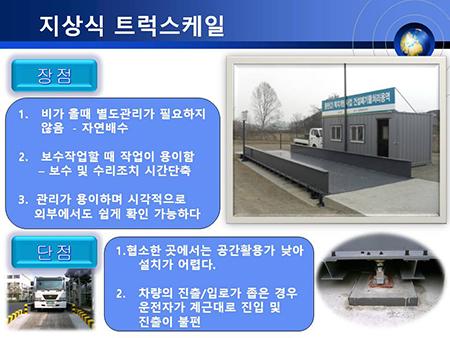 지상식 트럭스케일
장점
1. 비가 올때 별도관리가 필요하지
않음 - 자연배수
2. 보수작업할 때 작업이 용이함
– 보수 및 수리조치 시간단축
3. 관리가 용이하며 시각적으로
외부에서도 쉽게 확인 가능하다
단점
1.협소한 곳에서는 공간활용가 낮아
설치가 어렵다.
2. 차량의 진출/입로가 좁은 경우
운전자가 계근대로 진입 및
진출이 불편